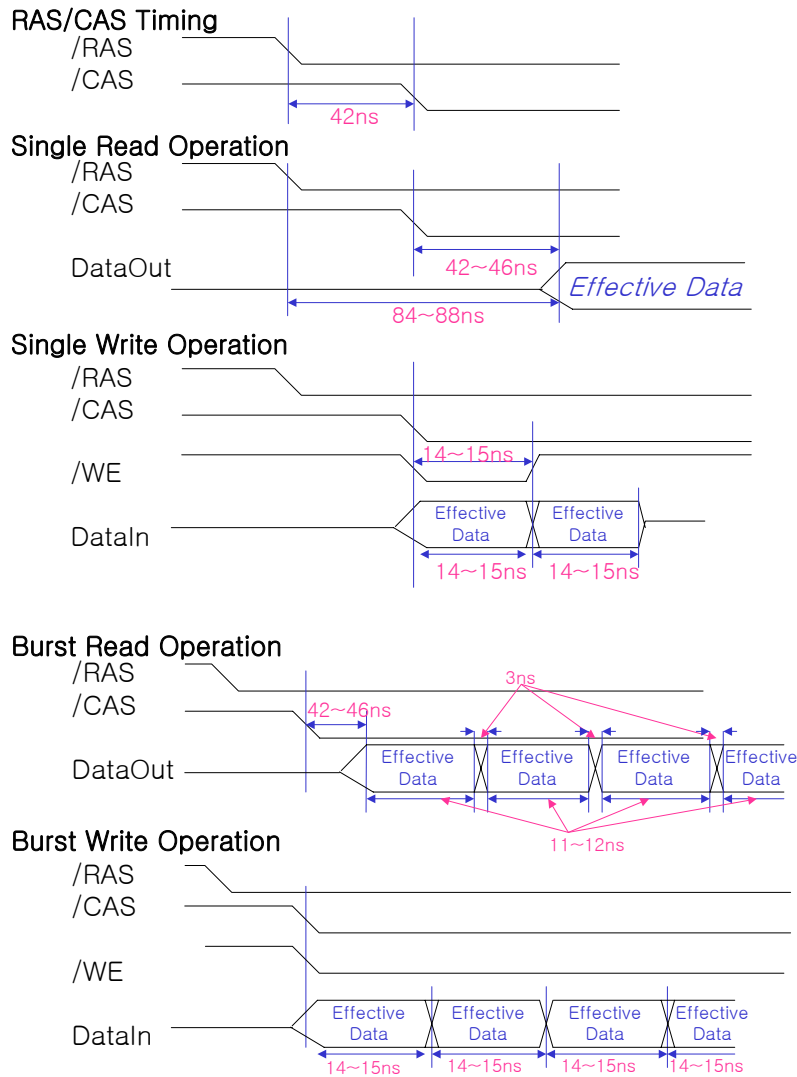 RAS/CAS Timing
/RAS
/CAS
42ns
Single Read Operation
/RAS
/CAS
42~46ns
DataOut
Effective Data
84~88ns
Single Write Operation
/RAS
/CAS
14~15ns
/WE
Effective Data
Effective Data
DataIn
14~15ns
14~15ns
Burst Read Operation
/RAS
3ns
/CAS
42~46ns
Effective Data
Effective Data
Effective Data
Effective Data
DataOut
11~12ns
Burst Write Operation
/RAS
/CAS
/WE
Effective Data
Effective Data
Effective Data
Effective Data
DataIn
14~15ns
14~15ns
14~15ns
14~15ns